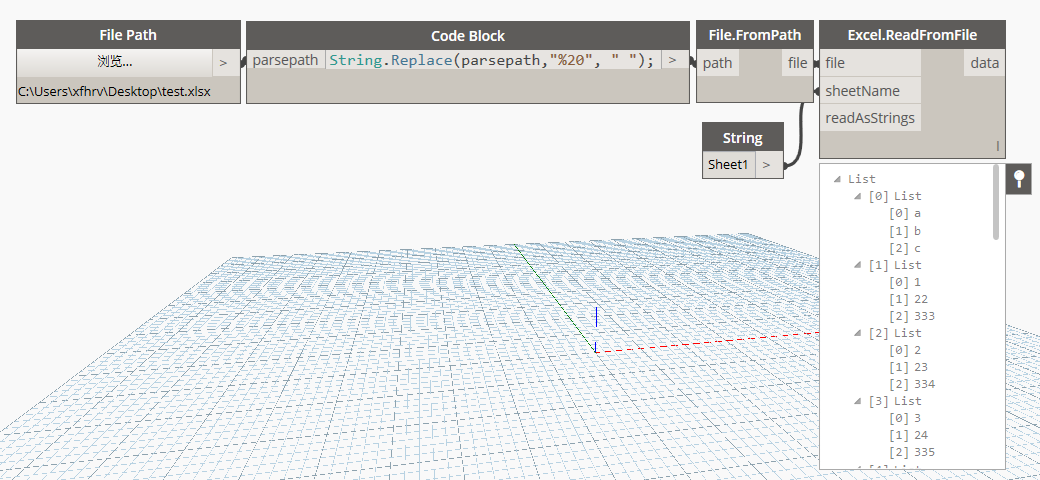 File Path
浏览...
>
C:\Users\xfhrv\Desktop\test.xlsx
Code Block
parsepath String.Replace(parsepath,"%20", " "); >
File.FromPath
path file
Excel.ReadFromFile
file data
sheetName
readAsStrings
l
String
Sheet1 >
List
[0] List
[0] a
[1] b
[2] c
[1] List
[0] 1
[1] 22
[2] 333
[2] List
[0] 2
[1] 23
[2] 334
[3] List
[0] 3
[1] 24
[2] 335